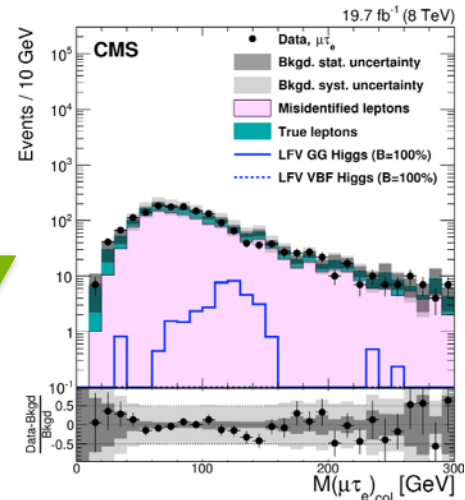 19.7 fb⁻¹ (8 TeV)
CMS
Data, μτₑ
Bkgd. stat. uncertainty
Bkgd. syst. uncertainty
Misidentified leptons
True leptons
LFV GG Higgs (B=100%)
LFV VBF Higgs (B=100%)
Events / 10 GeV
10⁵
10⁴
10³
10²
10
1
10⁻¹
Data-Bkgd
Bkgd
0.5
0
-0.5
0 100 200 300
M(μτₑ)col [GeV]